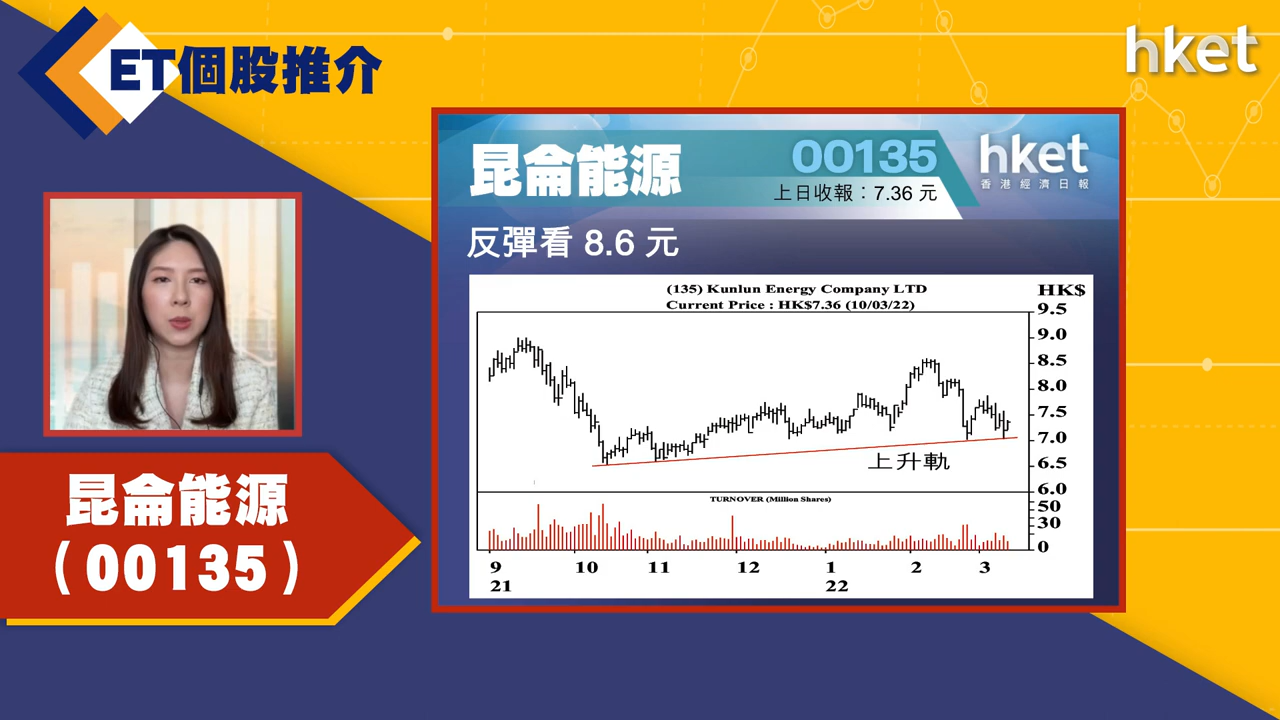 ET個股推介
hket
昆侖能源
(00135)
昆侖能源
00135
上日收報：7.36 元
hket
香港經濟日報
反彈看 8.6 元
(135) Kunlun Energy Company LTD
Current Price : HK$7.36 (10/03/22)
HK$
9.5
9.0
8.5
8.0
7.5
7.0
6.5
6.0
上升軌
TURNOVER (Million Shares)
50
30
0
9 10 11 12 1 2 3
21 22